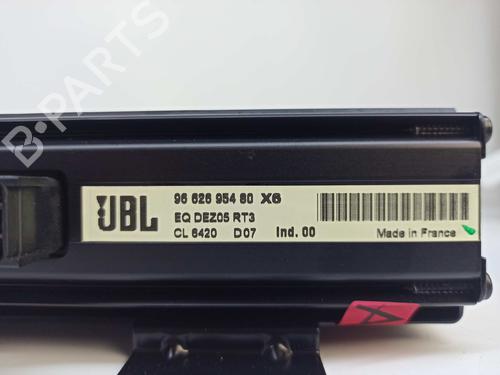 B-PARTS
JBL
96 626 954 80 X6
EQ DEZ05 RT3
CL 6420 D07 Ind. 00
Made in France
A